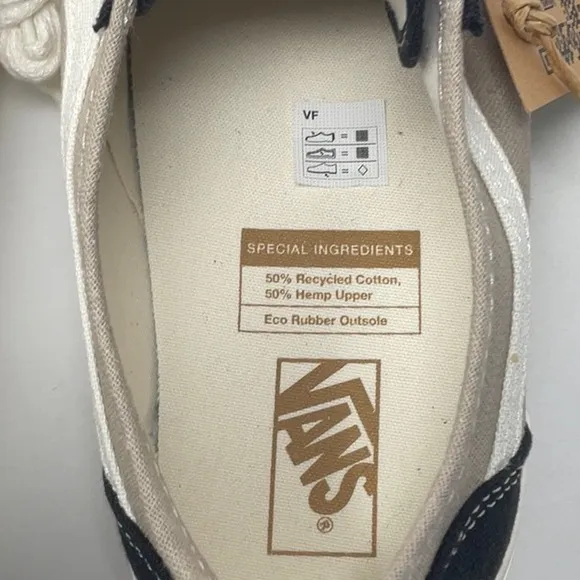 VF
=
=
=
SPECIAL INGREDIENTS
50% Recycled Cotton,
50% Hemp Upper
Eco Rubber Outsole
VANS
®